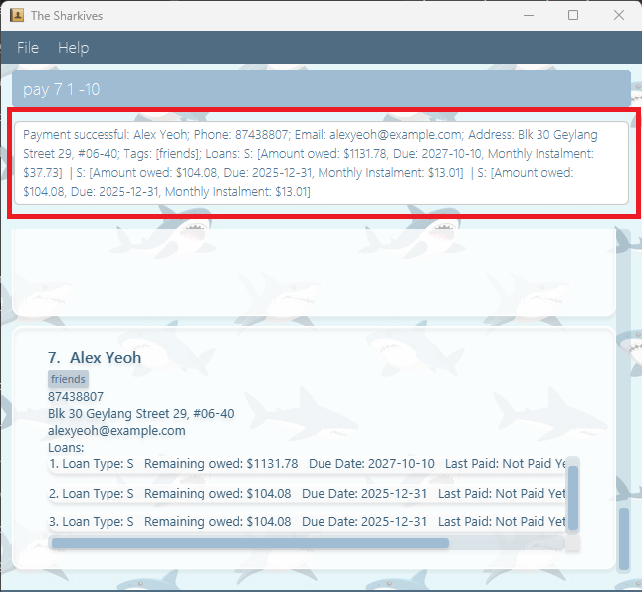 The Sharkives
File Help
pay 7 1 -10
Payment successful: Alex Yeoh; Phone: 87438807; Email: alexyeoh@example.com; Address: Blk 30 Geylang
Street 29, #06-40; Tags: [friends]; Loans: S: [Amount owed: $1131.78, Due: 2027-10-10, Monthly Instalment:
$37.73] | S: [Amount owed: $104.08, Due: 2025-12-31, Monthly Instalment: $13.01] | S: [Amount owed:
$104.08, Due: 2025-12-31, Monthly Instalment: $13.01]
7. Alex Yeoh
friends
87438807
Blk 30 Geylang Street 29, #06-40
alexyeoh@example.com
Loans:
1. Loan Type: S Remaining owed: $1131.78 Due Date: 2027-10-10 Last Paid: Not Paid Ye
2. Loan Type: S Remaining owed: $104.08 Due Date: 2025-12-31 Last Paid: Not Paid Yet
3. Loan Type: S Remaining owed: $104.08 Due Date: 2025-12-31 Last Paid: Not Paid Yet